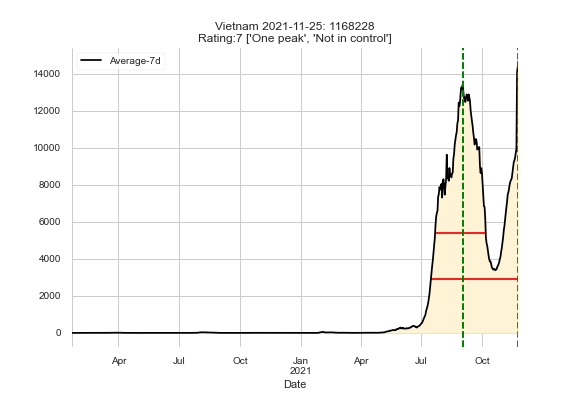 Vietnam 2021-11-25: 1168228
Rating:7 ['One peak', 'Not in control']
Average-7d
14000
12000
10000
8000
6000
4000
2000
0
Apr Jul Oct Jan Apr Jul Oct
2021
Date